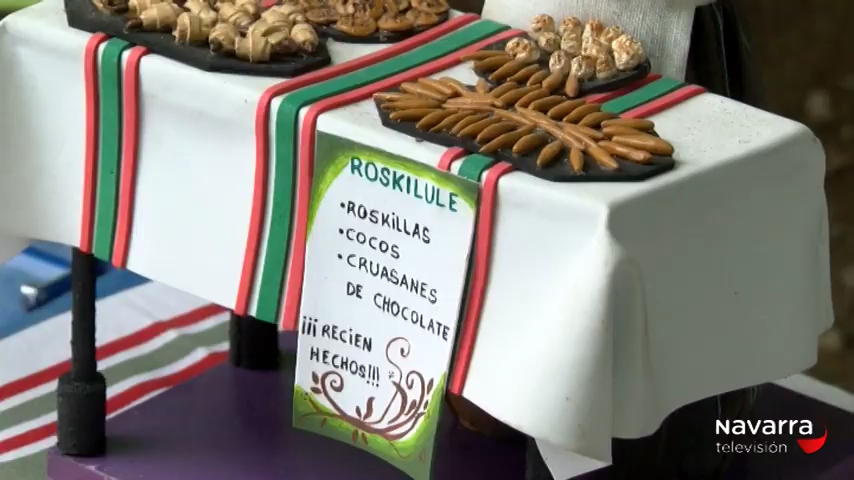 ROSKILULE
•ROSKILLAS
•COCOS
•CRUASANES
DE CHOCOLATE
¡¡¡RECIEN
HECHOS!!!
NAVARRA
televisión